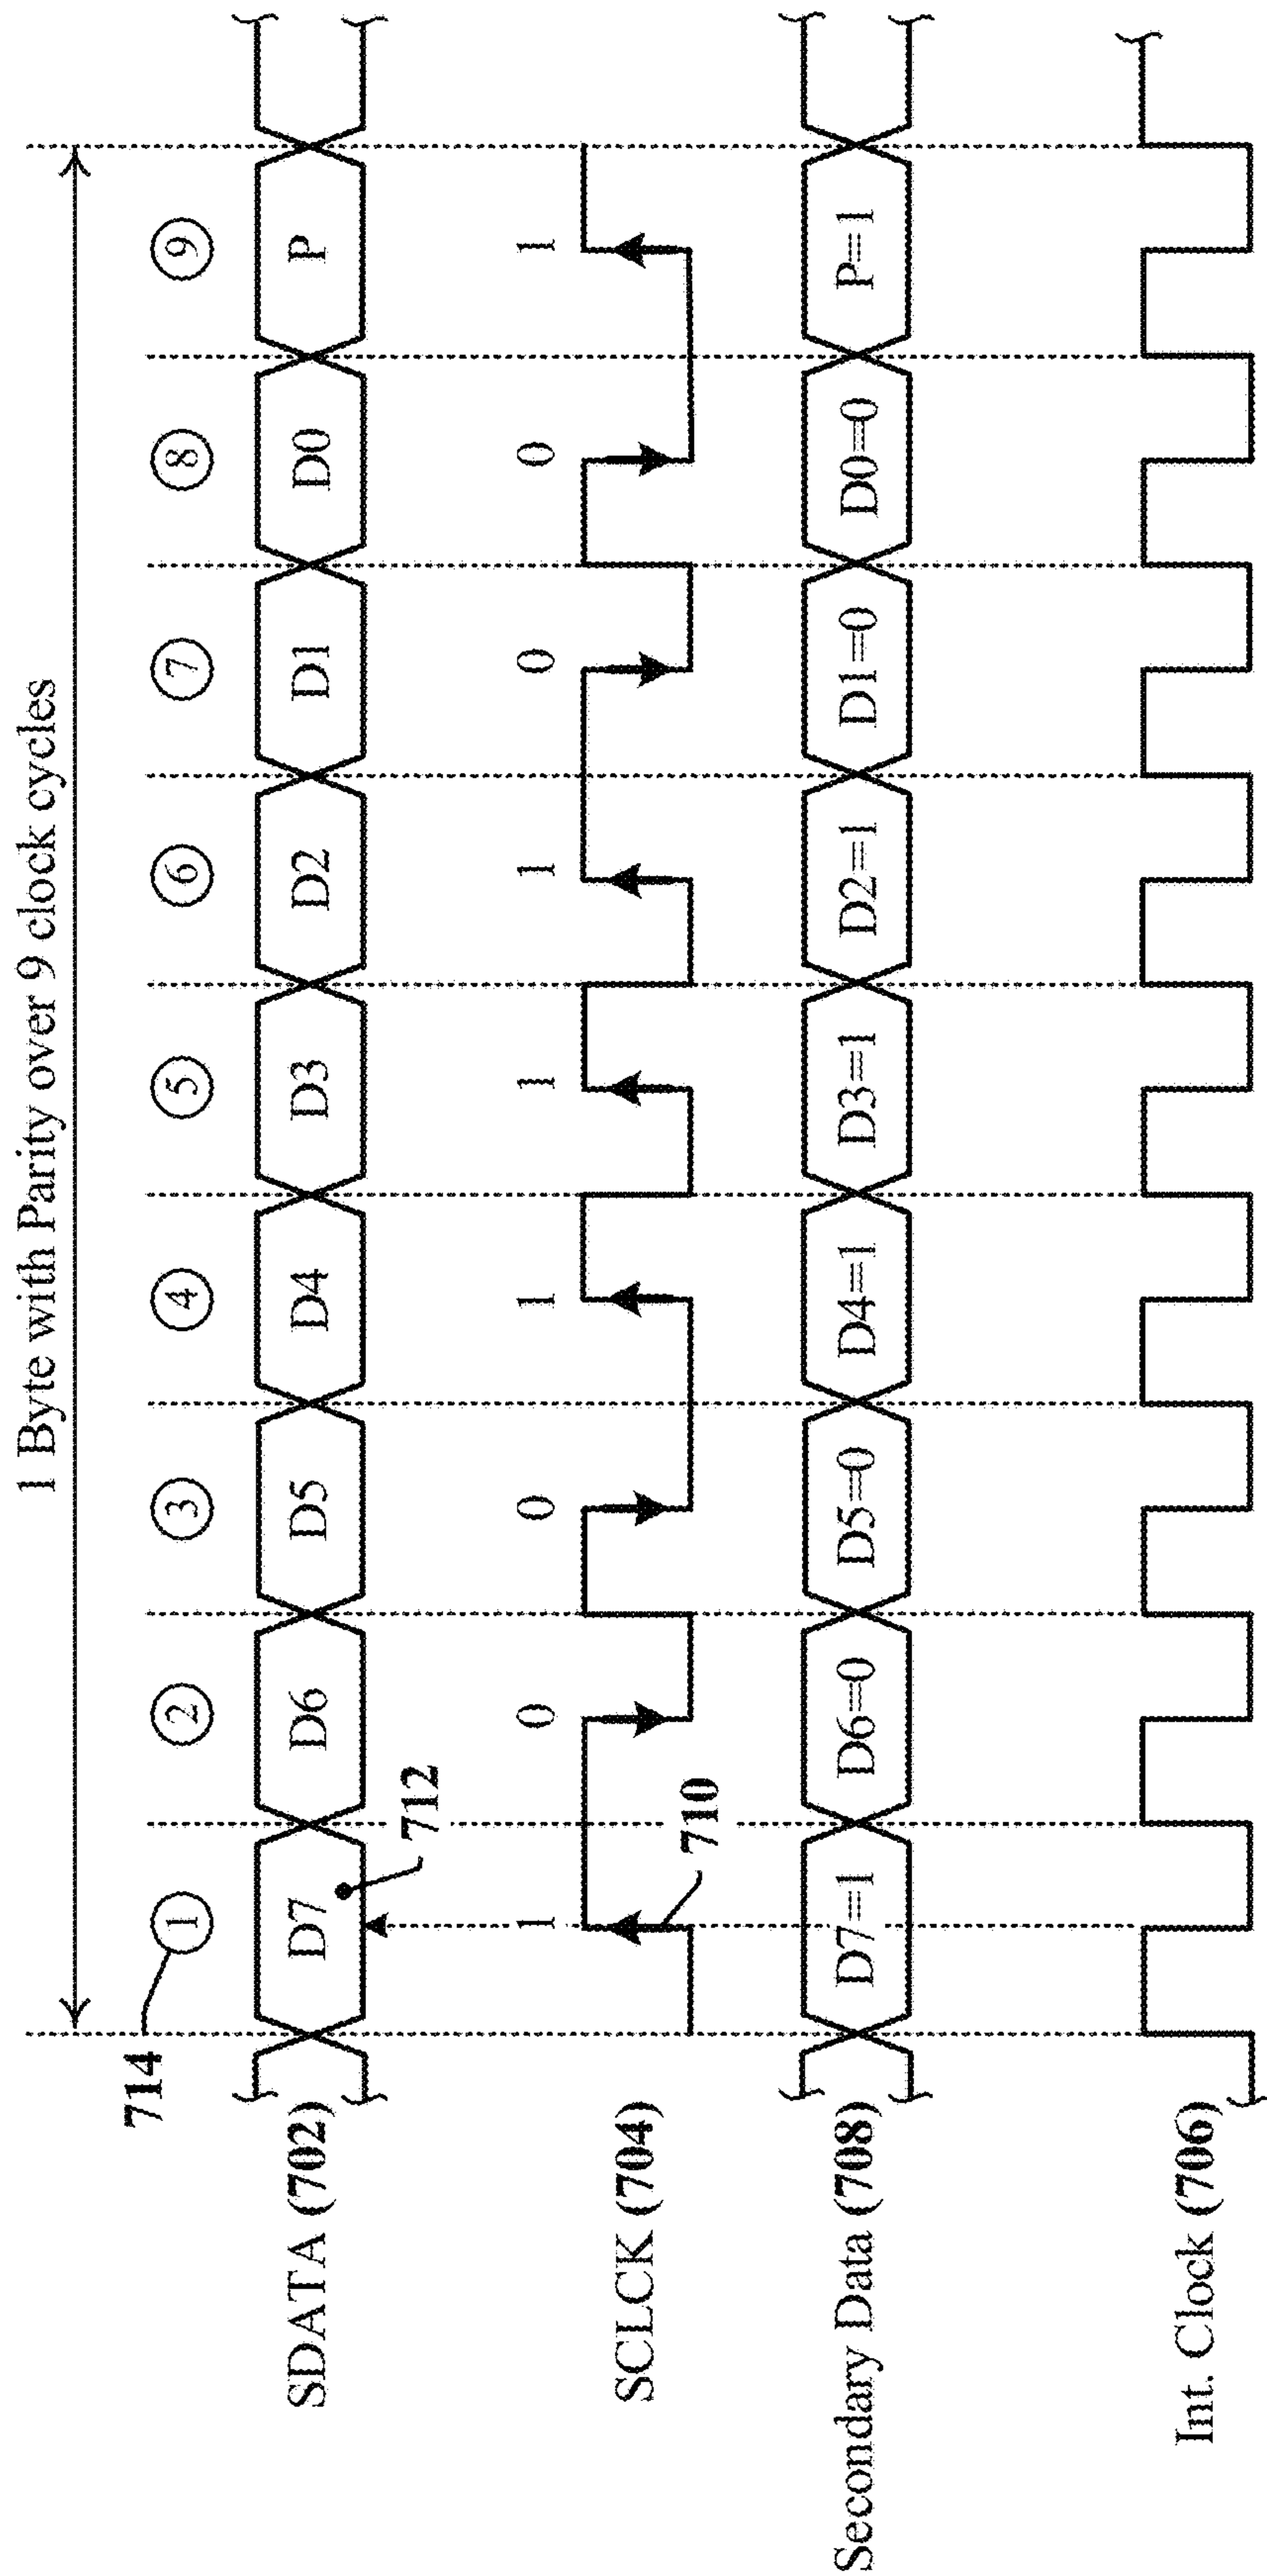 1 Byte with Parity over 9 clock cycles
714
1 2 3 4 5 6 7 8 9
SDATA (702) D7 D6 D5 D4 D3 D2 D1 D0 P
712
SCLCK (704) 1 0 0 1 1 1 0 0 1
710
Secondary Data (708) D7=1 D6=0 D5=0 D4=1 D3=1 D2=1 D1=0 D0=0 P=1
Int. Clock (706)